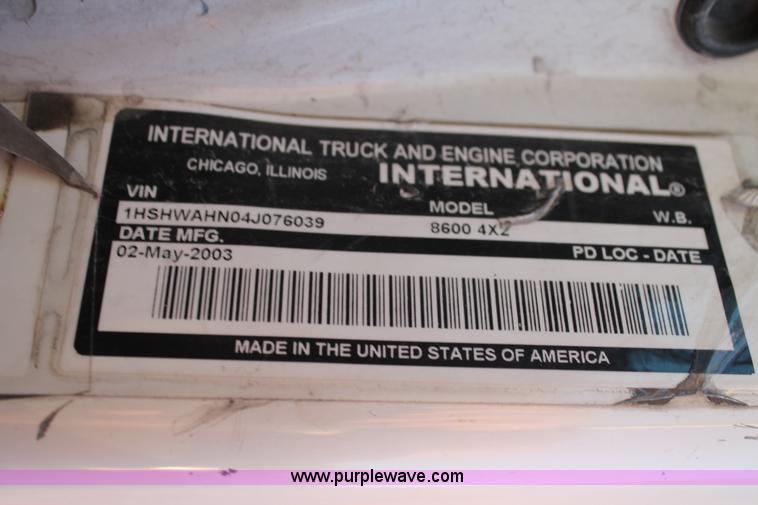 INTERNATIONAL TRUCK AND ENGINE CORPORATION
CHICAGO, ILLINOIS INTERNATIONAL®
VIN MODEL W.B.
1HSHWAHN04J076039 8600 4X2
DATE MFG. PD LOC - DATE
02-May-2003
MADE IN THE UNITED STATES OF AMERICA
www.purplewave.com